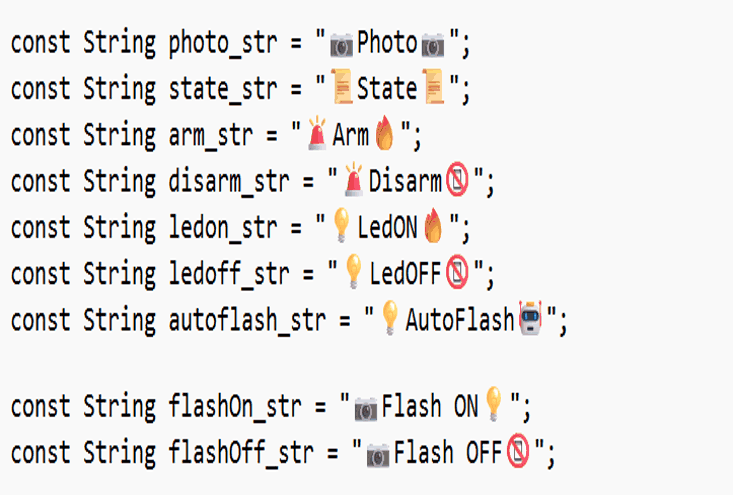 const String photo_str = "📷Photo📷";
const String state_str = "📜State📜";
const String arm_str = "🚨Arm🔥";
const String disarm_str = "🚨Disarm📵";
const String ledon_str = "💡LedON🔥";
const String ledoff_str = "💡LedOFF📵";
const String autoflash_str = "💡AutoFlash🤖";
const String flashOn_str = "📷Flash ON💡";
const String flashOff_str = "📷Flash OFF📵";